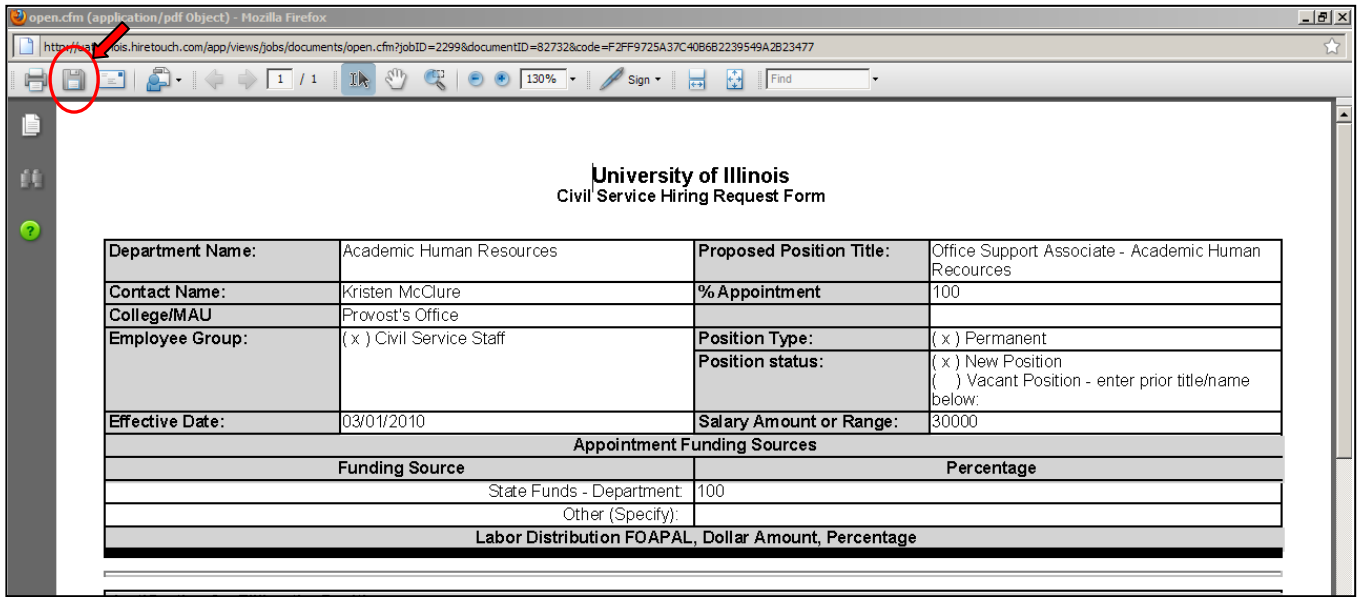 open.cfm (application/pdf Object) - Mozilla Firefox
.hiretouch.com/app/views/jobs/documents/open.cfm?jobID=2299&documentID=82732&code=F2FF9725A37C40B6B2239549A2B23477
1 / 1 130% Sign Find
University of Illinois
Civil Service Hiring Request Form
Department Name: Academic Human Resources Proposed Position Title: Office Support Associate - Academic Human
Recources
Contact Name: Kristen McClure % Appointment 100
College/MAU Provost's Office
Employee Group: ( x ) Civil Service Staff Position Type: ( x ) Permanent
Position status: ( x ) New Position
( ) Vacant Position - enter prior title/name
below:
Effective Date: 03/01/2010 Salary Amount or Range: 30000
Appointment Funding Sources
Funding Source Percentage
State Funds - Department: 100
Other (Specify):
Labor Distribution FOAPAL, Dollar Amount, Percentage